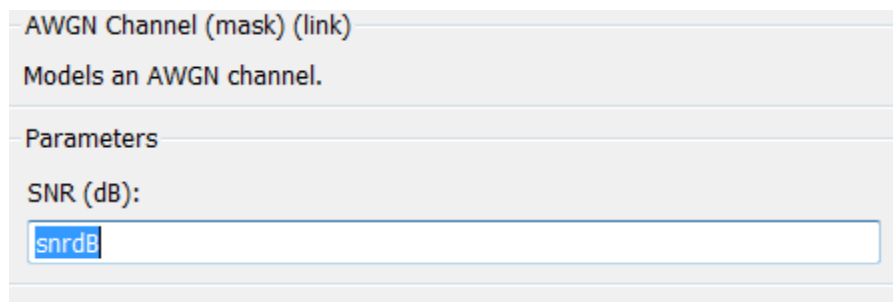 AWGN Channel (mask) (link)
Models an AWGN channel.
Parameters
SNR (dB):
snrdB